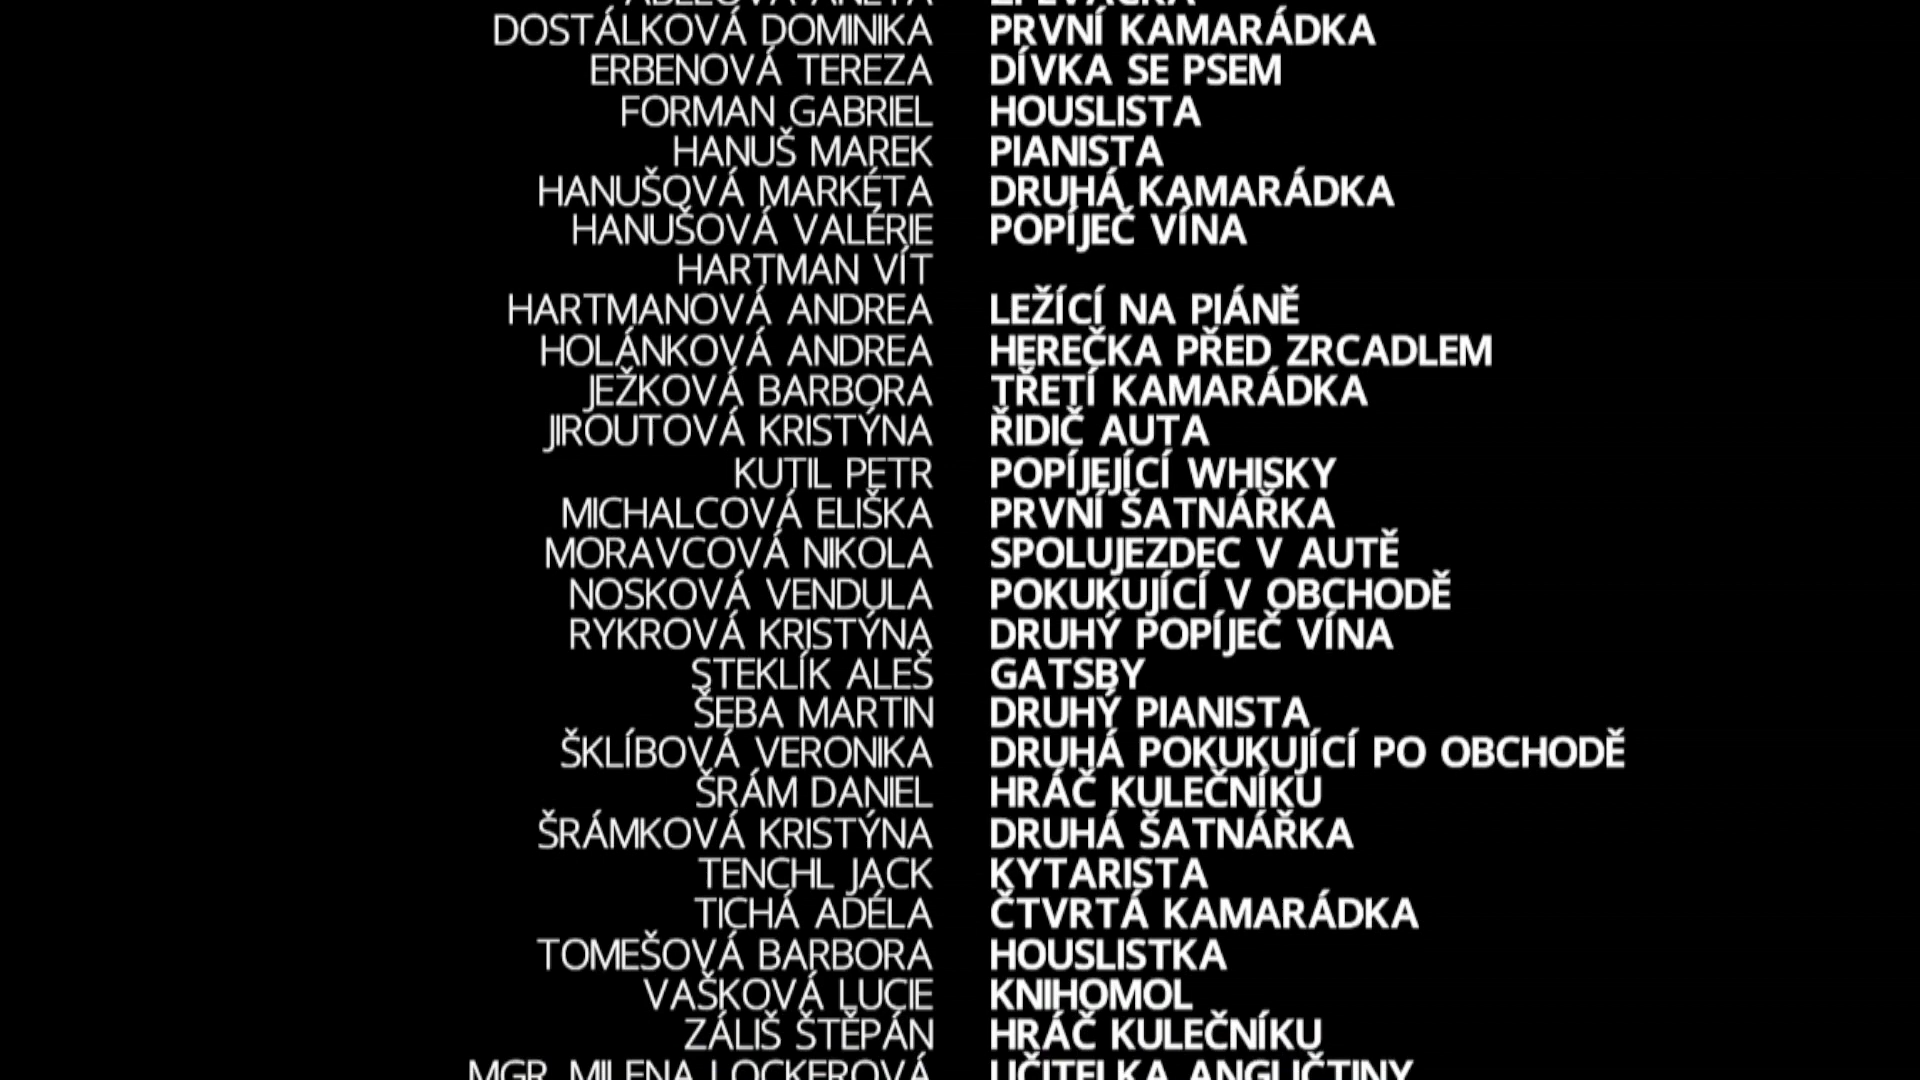 DOSTÁLKOVÁ DOMINIKA PRVNÍ KAMARÁDKA
ERBENOVÁ TEREZA DÍVKA SE PSEM
FORMAN GABRIEL HOUSLISTA
HANUŠ MAREK PIANISTA
HANUŠOVÁ MARKÉTA DRUHÁ KAMARÁDKA
HANUŠOVÁ VALÉRIE POPÍJEČ VÍNA
HARTMAN VÍT
HARTMANOVÁ ANDREA LEŽÍCÍ NA PIÁNĚ
HOLÁNKOVÁ ANDREA HEREČKA PŘED ZRCADLEM
JEŽKOVÁ BARBORA TŘETÍ KAMARÁDKA
JIROUTOVÁ KRISTÝNA ŘIDIČ AUTA
KUTIL PETR POPÍJEJÍCÍ WHISKY
MICHALCOVÁ ELIŠKA PRVNÍ ŠATNÁŘKA
MORAVCOVÁ NIKOLA SPOLUJEZDEC V AUTĚ
NOSKOVÁ VENDULA POKUKUJÍCÍ V OBCHODĚ
RYKROVÁ KRISTÝNA DRUHÝ POPÍJEČ VÍNA
STEKLÍK ALEŠ GATSBY
ŠEBA MARTIN DRUHÝ PIANISTA
ŠKLÍBOVÁ VERONIKA DRUHÁ POKUKUJÍCÍ PO OBCHODĚ
ŠRÁM DANIEL HRÁČ KULEČNÍKU
ŠRÁMKOVÁ KRISTÝNA DRUHÁ ŠATNÁŘKA
TENCHL JACK KYTARISTA
TICHÁ ADÉLA ČTVRTÁ KAMARÁDKA
TOMEŠOVÁ BARBORA HOUSLISTKA
VAŠKOVÁ LUCIE KNIHOMOL
ZÁLIŠ ŠTĚPÁN HRÁČ KULEČNÍKU
MGR. MILENA LOCKEROVÁ UČITELKA ANGLIČTINY